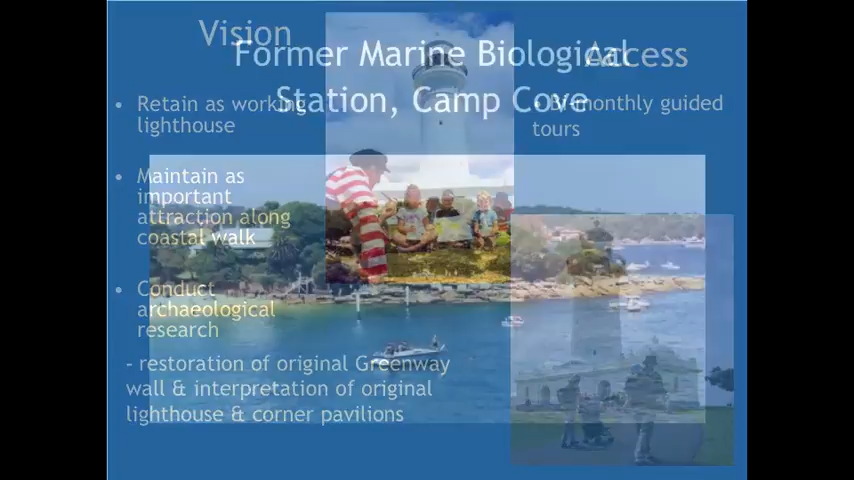 Vision
Former Marine Biological
Station, Camp Cove
Access
• Retain as working
lighthouse
• Maintain as
important
attraction along
coastal walk
• Conduct
archaeological
research
- restoration of original Greenway
wall & interpretation of original
lighthouse & corner pavilions
• Bi-monthly guided
tours